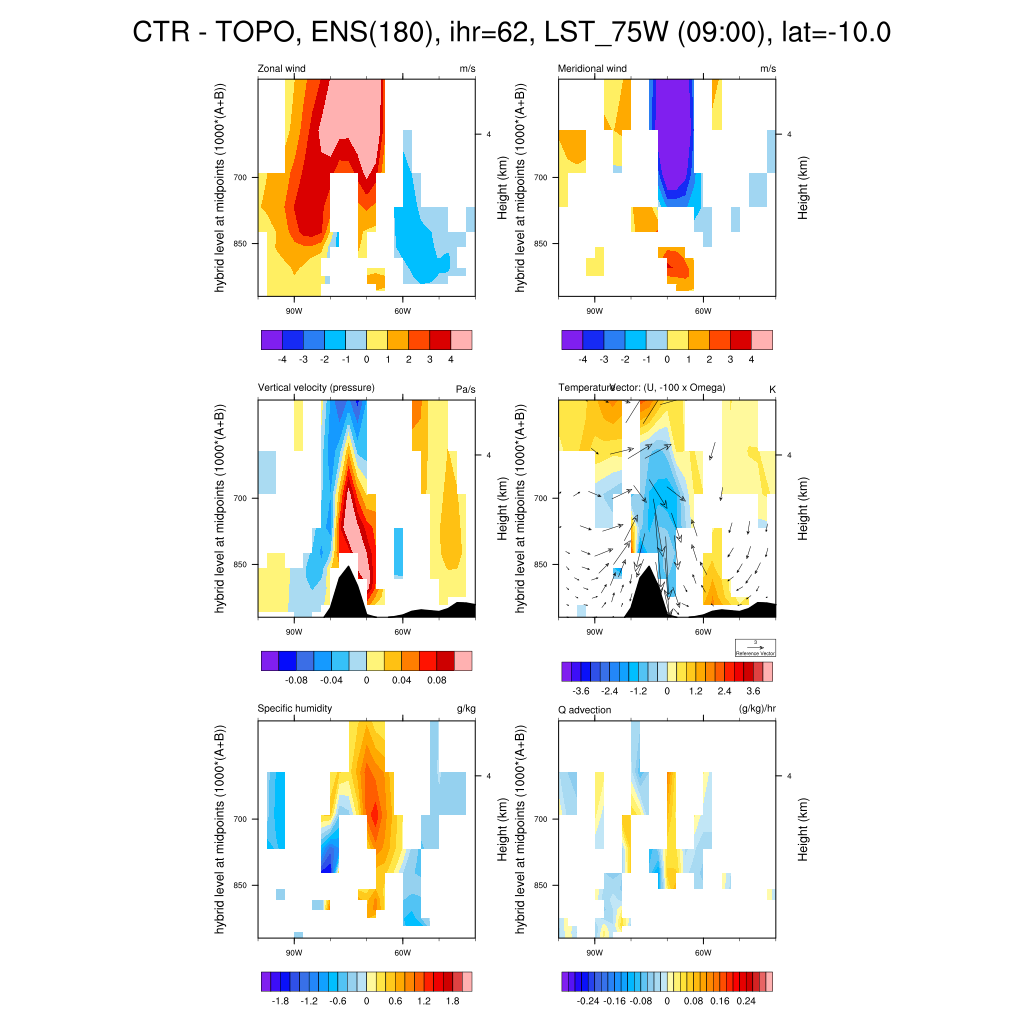 CTR - TOPO, ENS(180), ihr=62, LST_75W (09:00), lat=-10.0
Zonal wind m/s
hybrid level at midpoints (1000*(A+B))
700
850
4
Height (km)
90W 60W
-4 -3 -2 -1 0 1 2 3 4
Meridional wind m/s
hybrid level at midpoints (1000*(A+B))
700
850
4
Height (km)
90W 60W
-4 -3 -2 -1 0 1 2 3 4
Vertical velocity (pressure) Pa/s
hybrid level at midpoints (1000*(A+B))
700
850
4
Height (km)
90W 60W
-0.08 -0.04 0 0.04 0.08
Temperature Vector: (U, -100 x Omega) K
hybrid level at midpoints (1000*(A+B))
700
850
4
Height (km)
90W 60W
3
Reference Vector
-3.6 -2.4 -1.2 0 1.2 2.4 3.6
Specific humidity g/kg
hybrid level at midpoints (1000*(A+B))
700
850
4
Height (km)
90W 60W
-1.8 -1.2 -0.6 0 0.6 1.2 1.8
Q advection (g/kg)/hr
hybrid level at midpoints (1000*(A+B))
700
850
4
Height (km)
90W 60W
-0.24 -0.16 -0.08 0 0.08 0.16 0.24